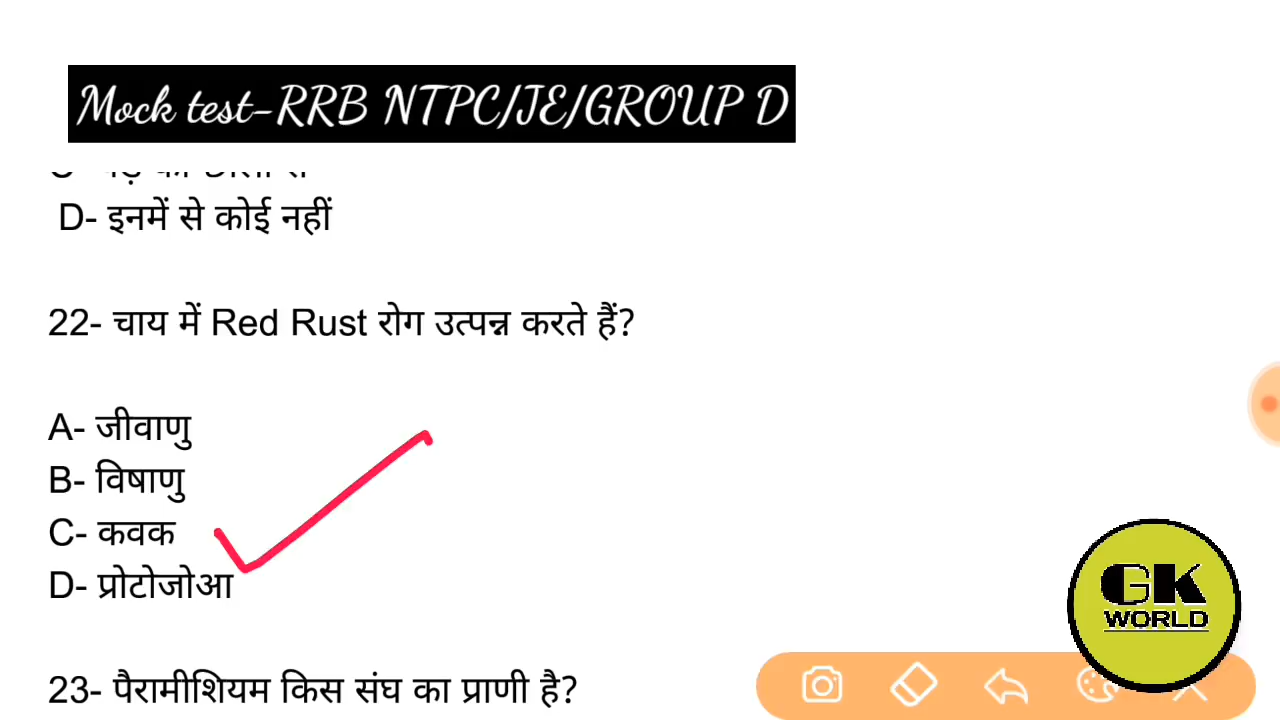 Mock test-RRB NTPC/JE/GROUP D
D- इनमें से कोई नहीं
22- चाय में Red Rust रोग उत्पन्न करते हैं?
A- जीवाणु
B- विषाणु
C- कवक
D- प्रोटोजोआ
23- पैरामीशियम किस संघ का प्राणी है?
GK
WORLD